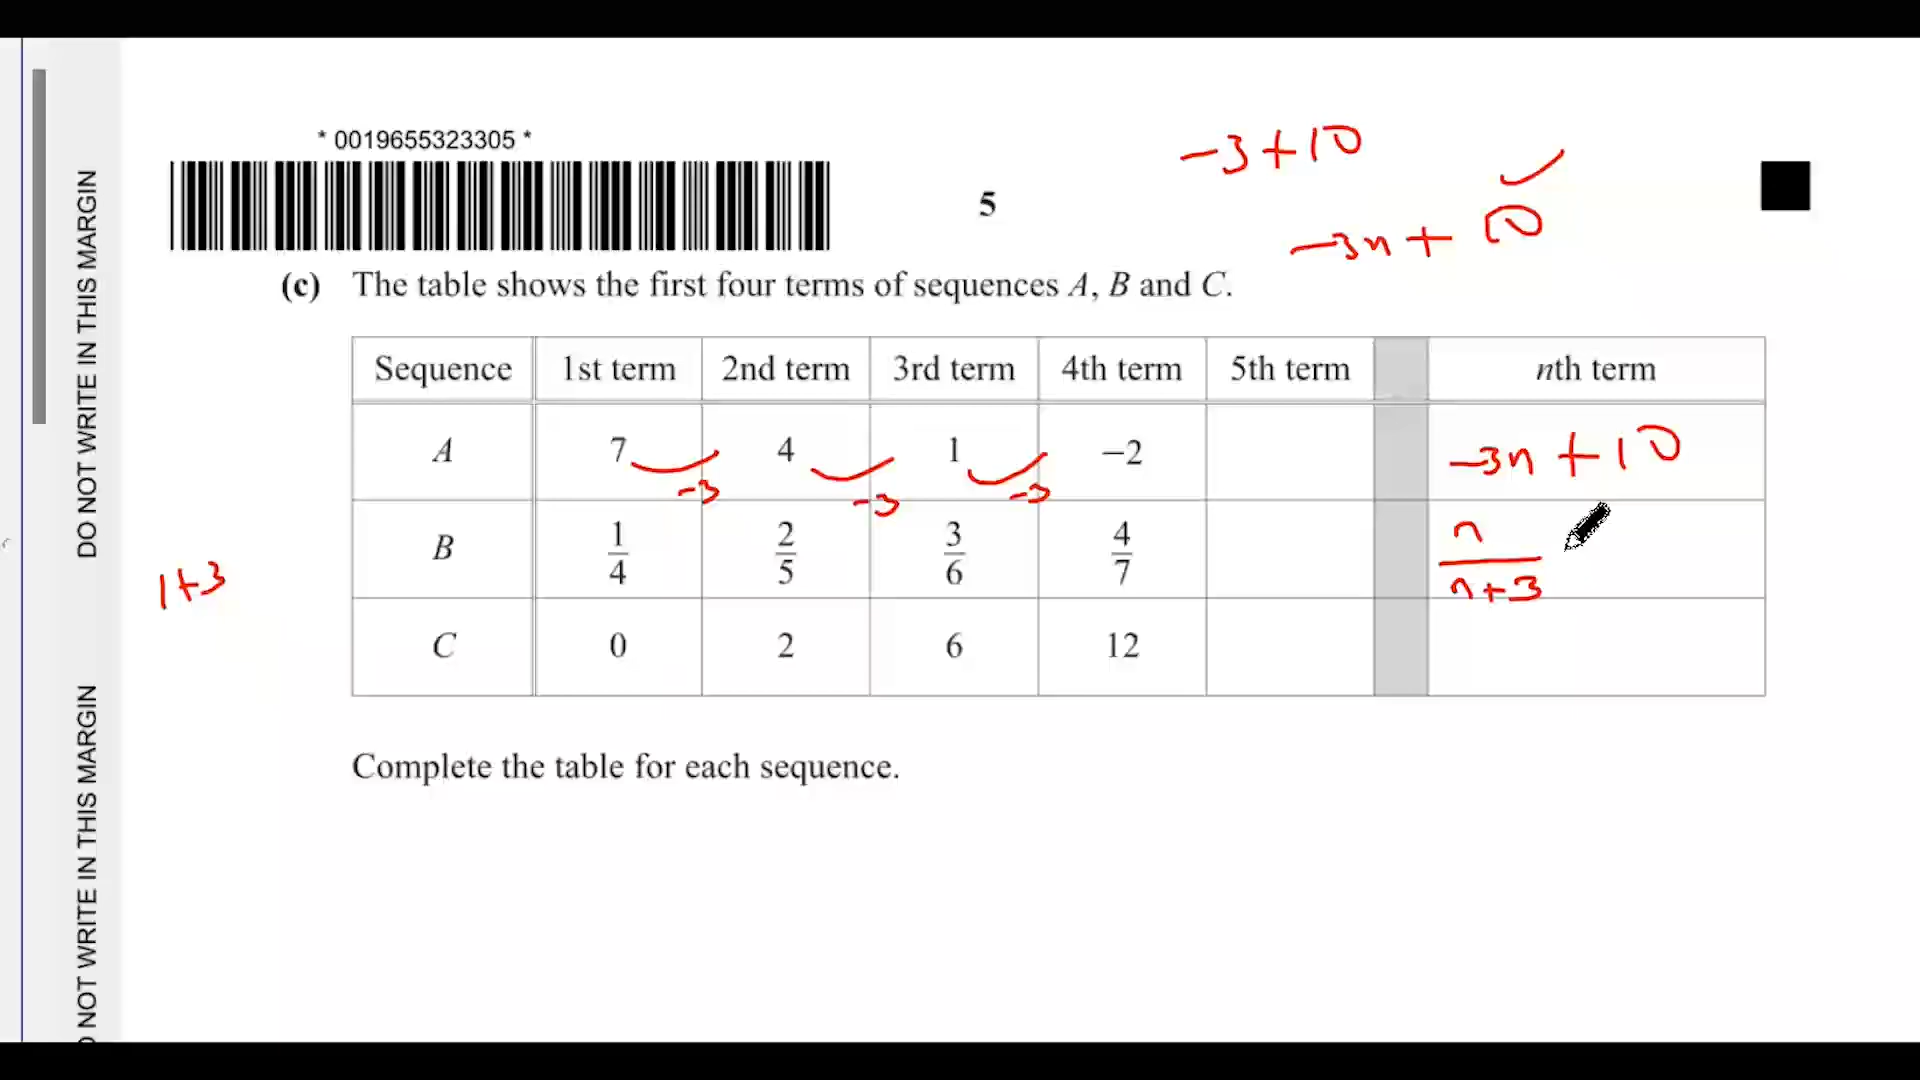 * 0019655323305 *
-3+10
5
-3n+10
(c) The table shows the first four terms of sequences A, B and C.
Sequence 1st term 2nd term 3rd term 4th term 5th term nth term
A 7 4 1 −2 -3n+10
-3 -3 -3
B 1/4 2/5 3/6 4/7 n/n+3
1+3
C 0 2 6 12
Complete the table for each sequence.
DO NOT WRITE IN THIS MARGIN
O NOT WRITE IN THIS MARGIN